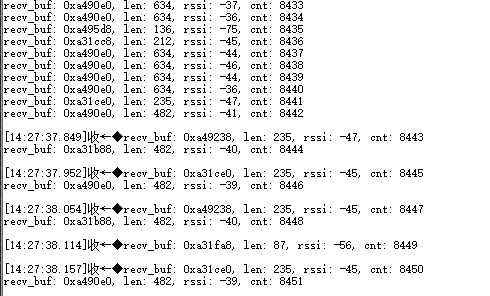 recv_buf: 0xa490e0, len: 634, rssi: -37, cnt: 8433
recv_buf: 0xa490e0, len: 634, rssi: -36, cnt: 8434
recv_buf: 0xa495d8, len: 136, rssi: -75, cnt: 8435
recv_buf: 0xa31cc8, len: 212, rssi: -45, cnt: 8436
recv_buf: 0xa490e0, len: 634, rssi: -44, cnt: 8437
recv_buf: 0xa490e0, len: 634, rssi: -46, cnt: 8438
recv_buf: 0xa490e0, len: 634, rssi: -44, cnt: 8439
recv_buf: 0xa490e0, len: 634, rssi: -36, cnt: 8440
recv_buf: 0xa31ce0, len: 235, rssi: -47, cnt: 8441
recv_buf: 0xa490e0, len: 482, rssi: -41, cnt: 8442
[14:27:37.849]收←◆recv_buf: 0xa49238, len: 235, rssi: -47, cnt: 8443
recv_buf: 0xa31b88, len: 482, rssi: -40, cnt: 8444
[14:27:37.952]收←◆recv_buf: 0xa31ce0, len: 235, rssi: -45, cnt: 8445
recv_buf: 0xa490e0, len: 482, rssi: -39, cnt: 8446
[14:27:38.054]收←◆recv_buf: 0xa49238, len: 235, rssi: -45, cnt: 8447
recv_buf: 0xa31b88, len: 482, rssi: -40, cnt: 8448
[14:27:38.114]收←◆recv_buf: 0xa31fa8, len: 87, rssi: -56, cnt: 8449
[14:27:38.157]收←◆recv_buf: 0xa31ce0, len: 235, rssi: -45, cnt: 8450
recv_buf: 0xa490e0, len: 482, rssi: -39, cnt: 8451